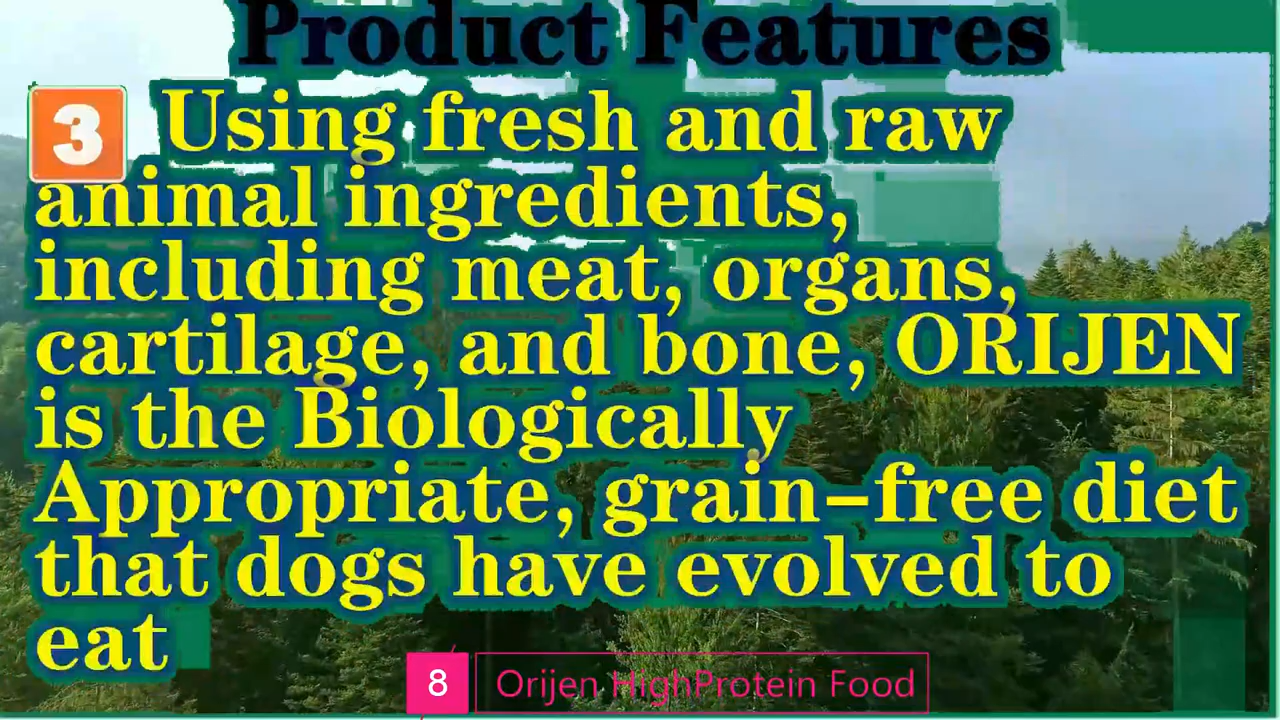 Product Features
3 Using fresh and raw
animal ingredients,
including meat, organs,
cartilage, and bone, ORIJEN
is the Biologically
Appropriate, grain–free diet
that dogs have evolved to
eat
8 Orijen HighProtein Food